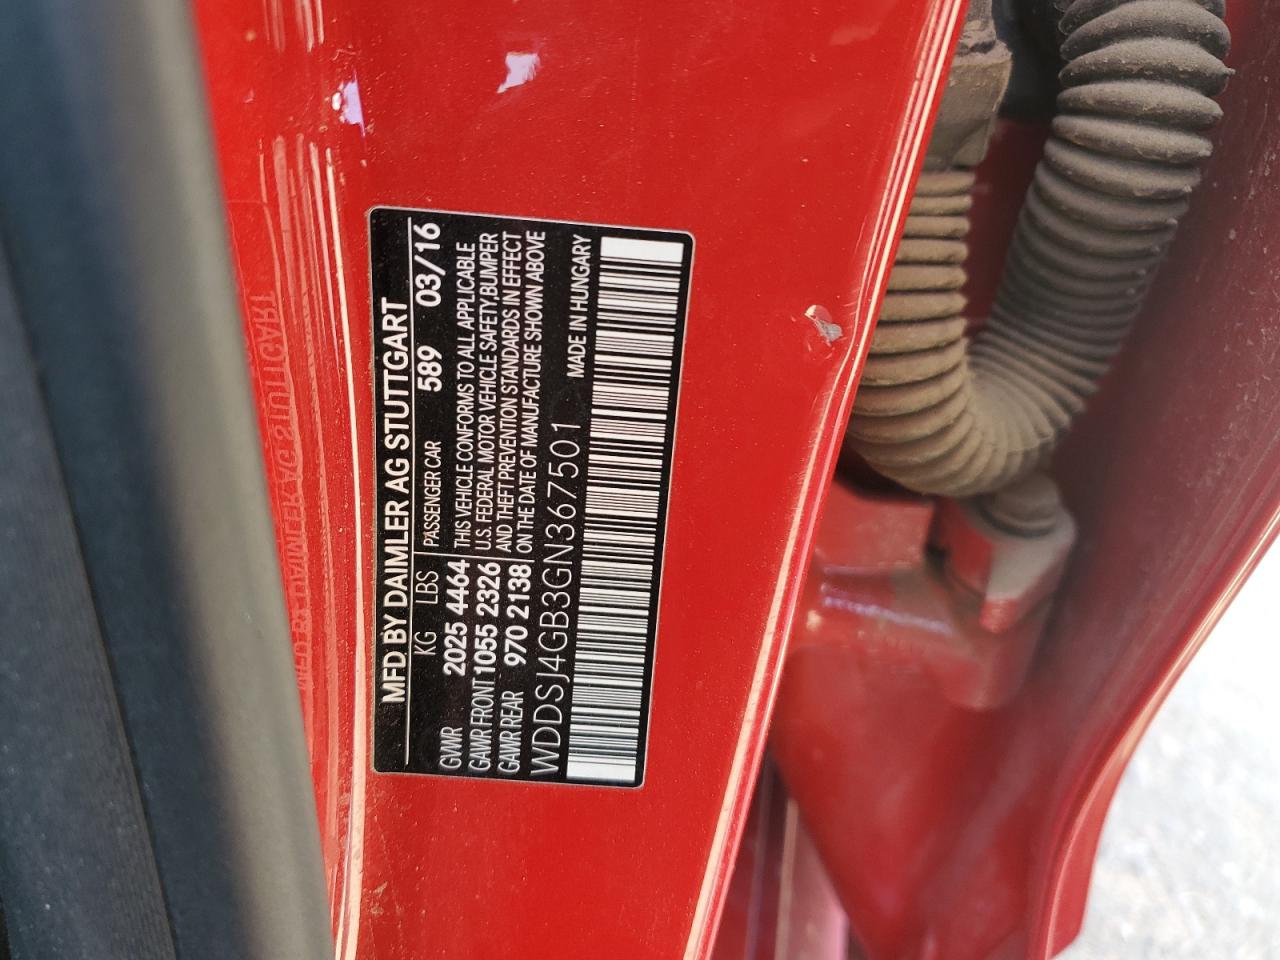 MFD BY DAIMLER AG STUTTGART
KG LBS PASSENGER CAR 589 03/16
GVWR 2025 4464 THIS VEHICLE CONFORMS TO ALL APPLICABLE
GAWR FRONT 1055 2326 U.S. FEDERAL MOTOR VEHICLE SAFETY,BUMPER
GAWR REAR 970 2138 AND THEFT PREVENTION STANDARDS IN EFFECT
ON THE DATE OF MANUFACTURE SHOWN ABOVE
WDDSJ4GB3GN367501 MADE IN HUNGARY